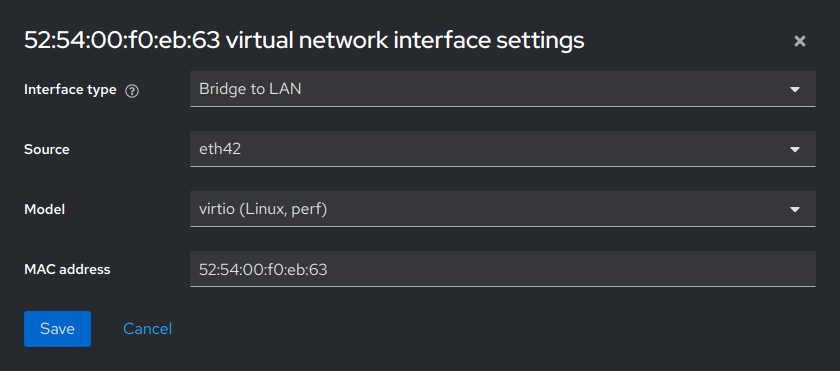 52:54:00:f0:eb:63 virtual network interface settings
Interface type Bridge to LAN
Source eth42
Model virtio (Linux, perf)
MAC address 52:54:00:f0:eb:63
Save Cancel